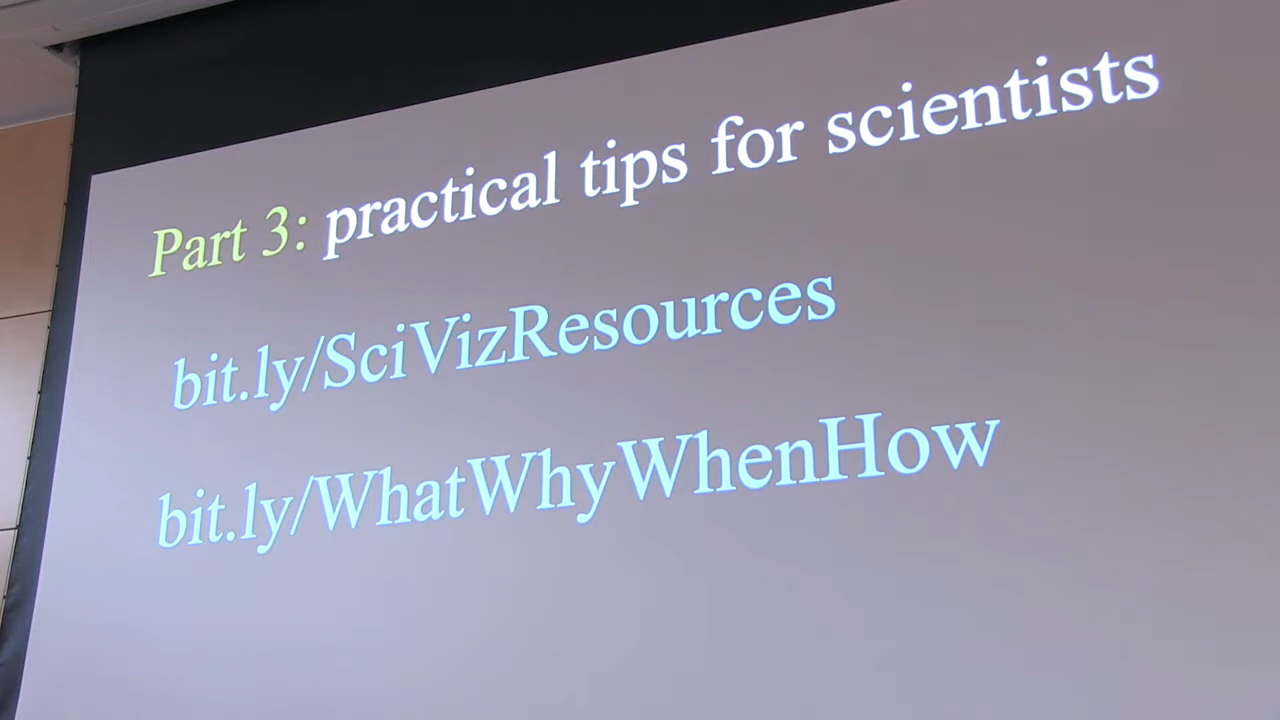 Part 3: practical tips for scientists
bit.ly/SciVizResources
bit.ly/WhatWhyWhenHow